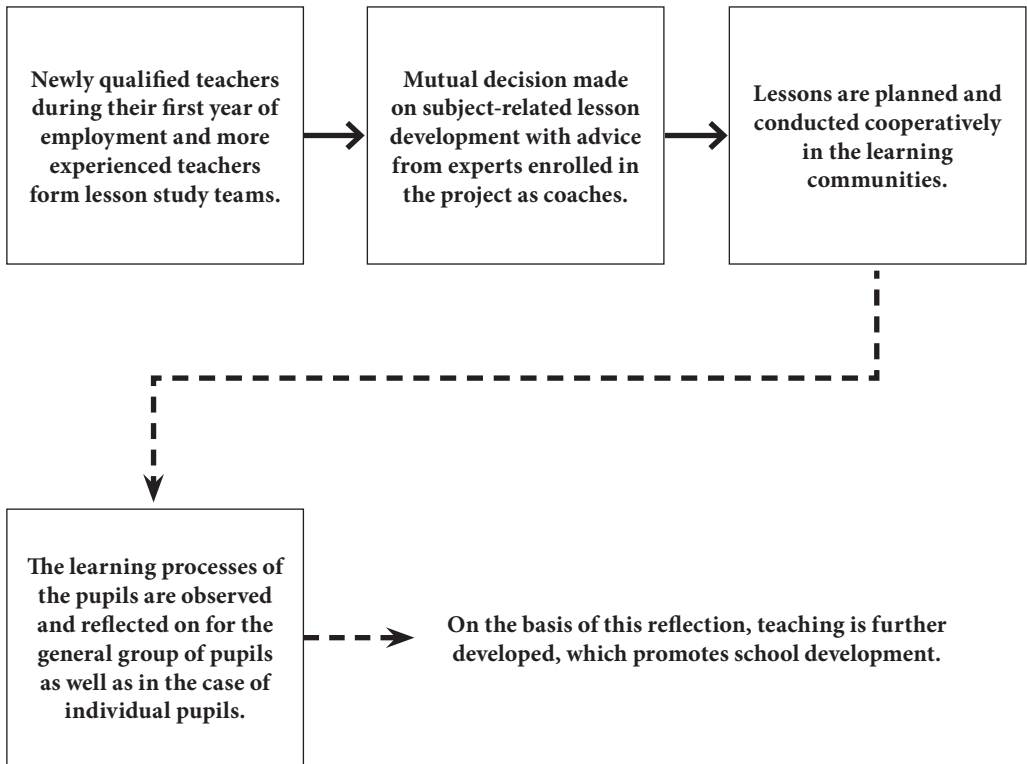 Newly qualified teachers
during their first year of
employment and more
experienced teachers
form lesson study teams.
Mutual decision made
on subject-related lesson
development with advice
from experts enrolled in
the project as coaches.
Lessons are planned and
conducted cooperatively
in the learning
communities.
The learning processes of
the pupils are observed
and reflected on for the
general group of pupils
as well as in the case of
individual pupils.
On the basis of this reflection, teaching is further
developed, which promotes school development.